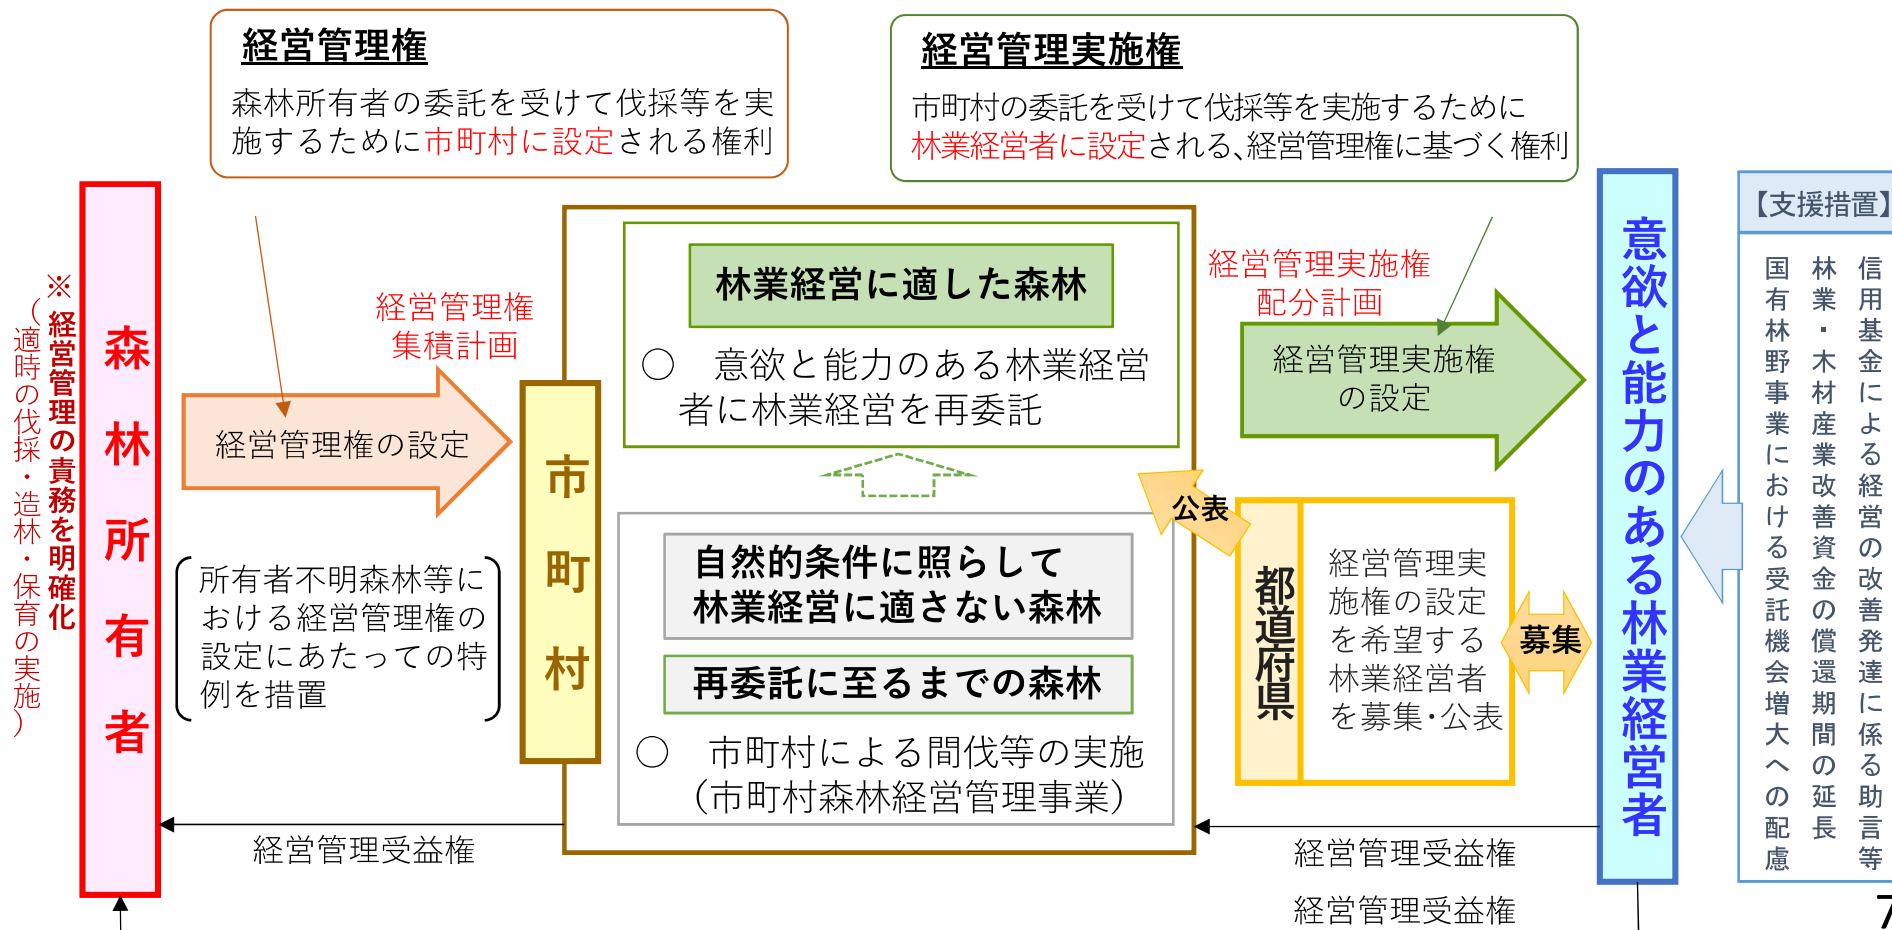 経営管理権
森林所有者の委託を受けて伐採等を実
施するために市町村に設定される権利
経営管理実施権
市町村の委託を受けて伐採等を実施するために
林業経営者に設定される、経営管理権に基づく権利
※経営管理の責務を明確化
（適時の伐採・造林・保育の実施）
森林所有者
経営管理権
集積計画
経営管理権の設定
所有者不明森林等に
おける経営管理権の
設定にあたっての特
例を措置
市町村
林業経営に適した森林
○　意欲と能力のある林業経営
者に林業経営を再委託
自然的条件に照らして
林業経営に適さない森林
再委託に至るまでの森林
○　市町村による間伐等の実施
（市町村森林経営管理事業）
経営管理実施権
配分計画
経営管理実施権
の設定
公表
都道府県
経営管理実
施権の設定
を希望する
林業経営者
を募集･公表
募集
意欲と能力のある林業経営者
【支援措置】
信用基金による経営の改善発達に係る助言等
林業・木材産業改善資金の償還期間の延長
国有林野事業における受託機会増大への配慮
経営管理受益権
経営管理受益権
経営管理受益権
7